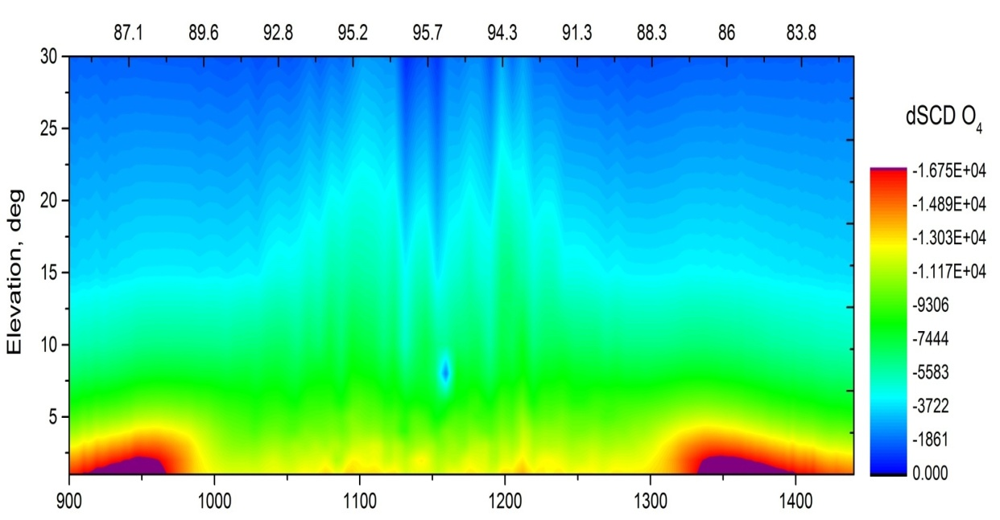 87.1 89.6 92.8 95.2 95.7 94.3 91.3 88.3 86 83.8
30
25
20
15
10
5
Elevation, deg
900 1000 1100 1200 1300 1400
dSCD O4
-1.675E+04
-1.489E+04
-1.303E+04
-1.117E+04
-9306
-7444
-5583
-3722
-1861
0.000